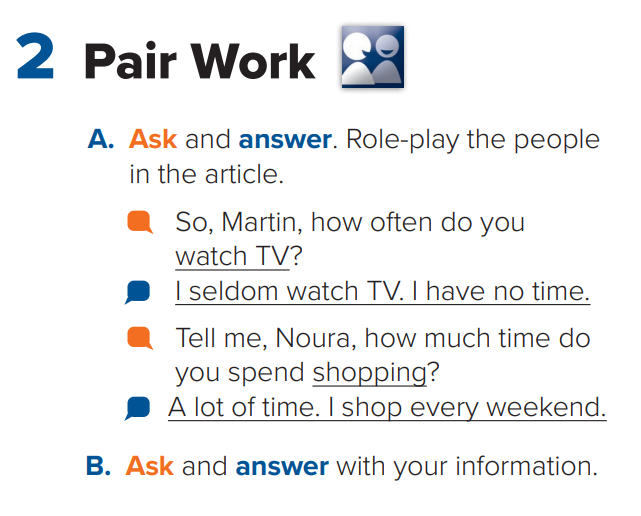 2 Pair Work
A. Ask and answer. Role-play the people
in the article.
So, Martin, how often do you
watch TV?
I seldom watch TV. I have no time.
Tell me, Noura, how much time do
you spend shopping?
A lot of time. I shop every weekend.
B. Ask and answer with your information.